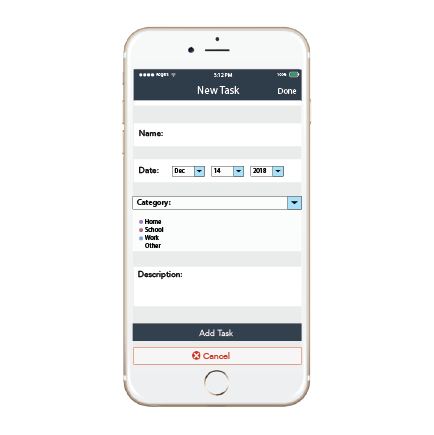 Rogers 5:12 PM 100%
New Task Done
Name:
Date: Dec 14 2018
Category:
Home
School
Work
Other
Description:
Add Task
Cancel